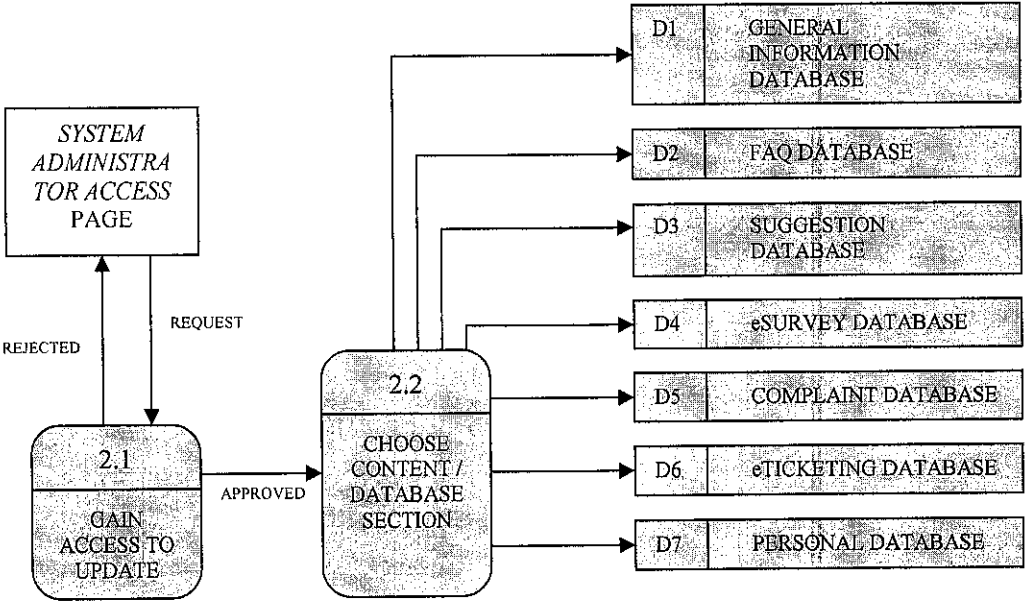 SYSTEM
ADMINISTRA
TOR ACCESS
PAGE
REJECTED
REQUEST
2.1
GAIN
ACCESS TO
UPDATE
APPROVED
2.2
CHOOSE
CONTENT /
DATABASE
SECTION
D1 GENERAL
INFORMATION
DATABASE
D2 FAQ DATABASE
D3 SUGGESTION
DATABASE
D4 eSURVEY DATABASE
D5 COMPLAINT DATABASE
D6 eTICKETING DATABASE
D7 PERSONAL DATABASE